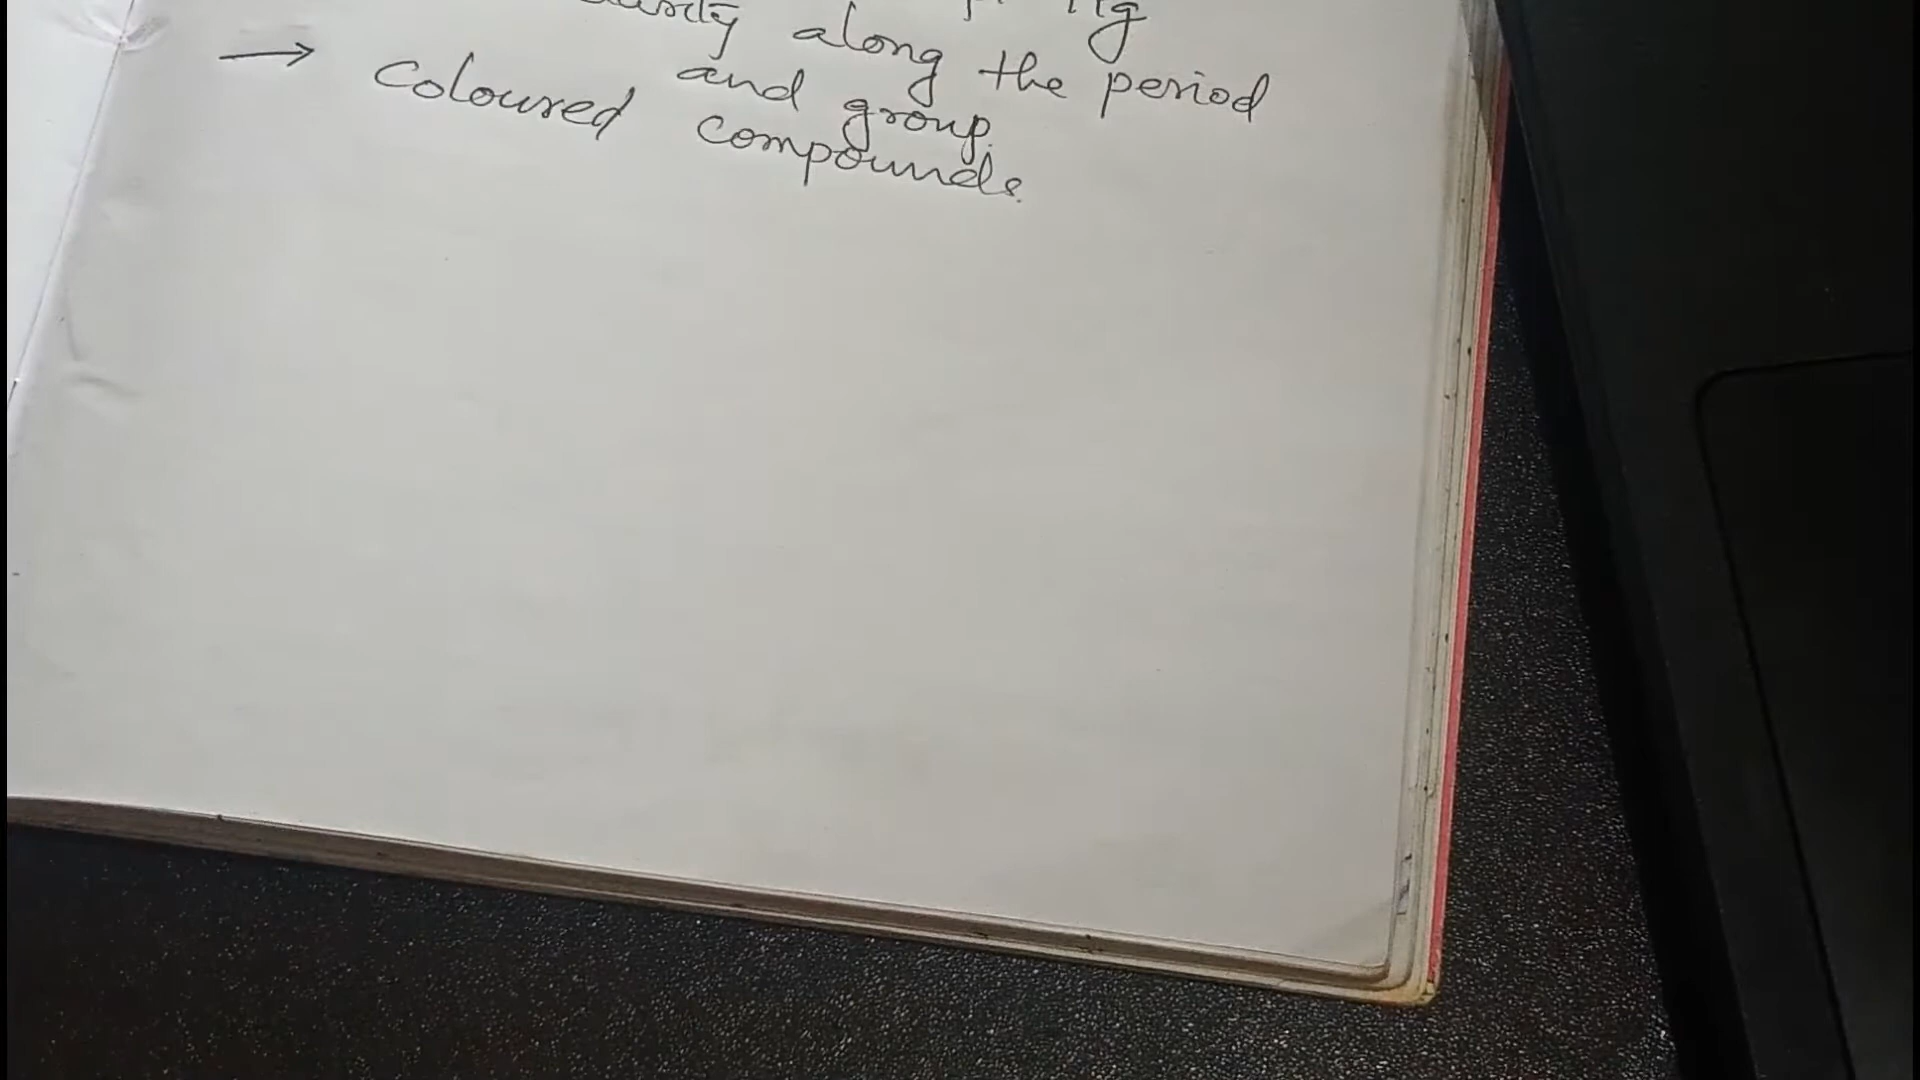 along the period
and group.
→ Coloured compounds.